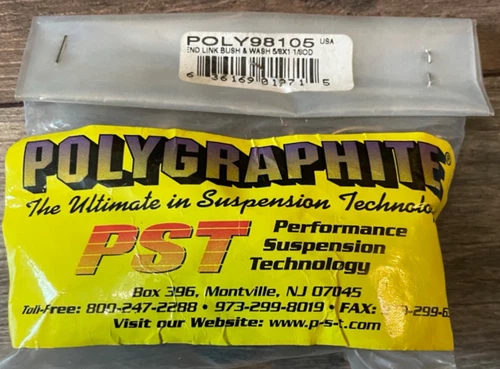 POLY98105 USA
END LINK BUSH & WASH 5/8X1 1/8OD
6 36169 01971 5
POLYGRAPHITE®
The Ultimate in Suspension
PST
Performance
Suspension
Technology
Box 396, Montville, NJ 07045
Toll-Free: 800-247-2288 • 973-299-8019 • FAX:
Visit our Website: www.p-s-t.com